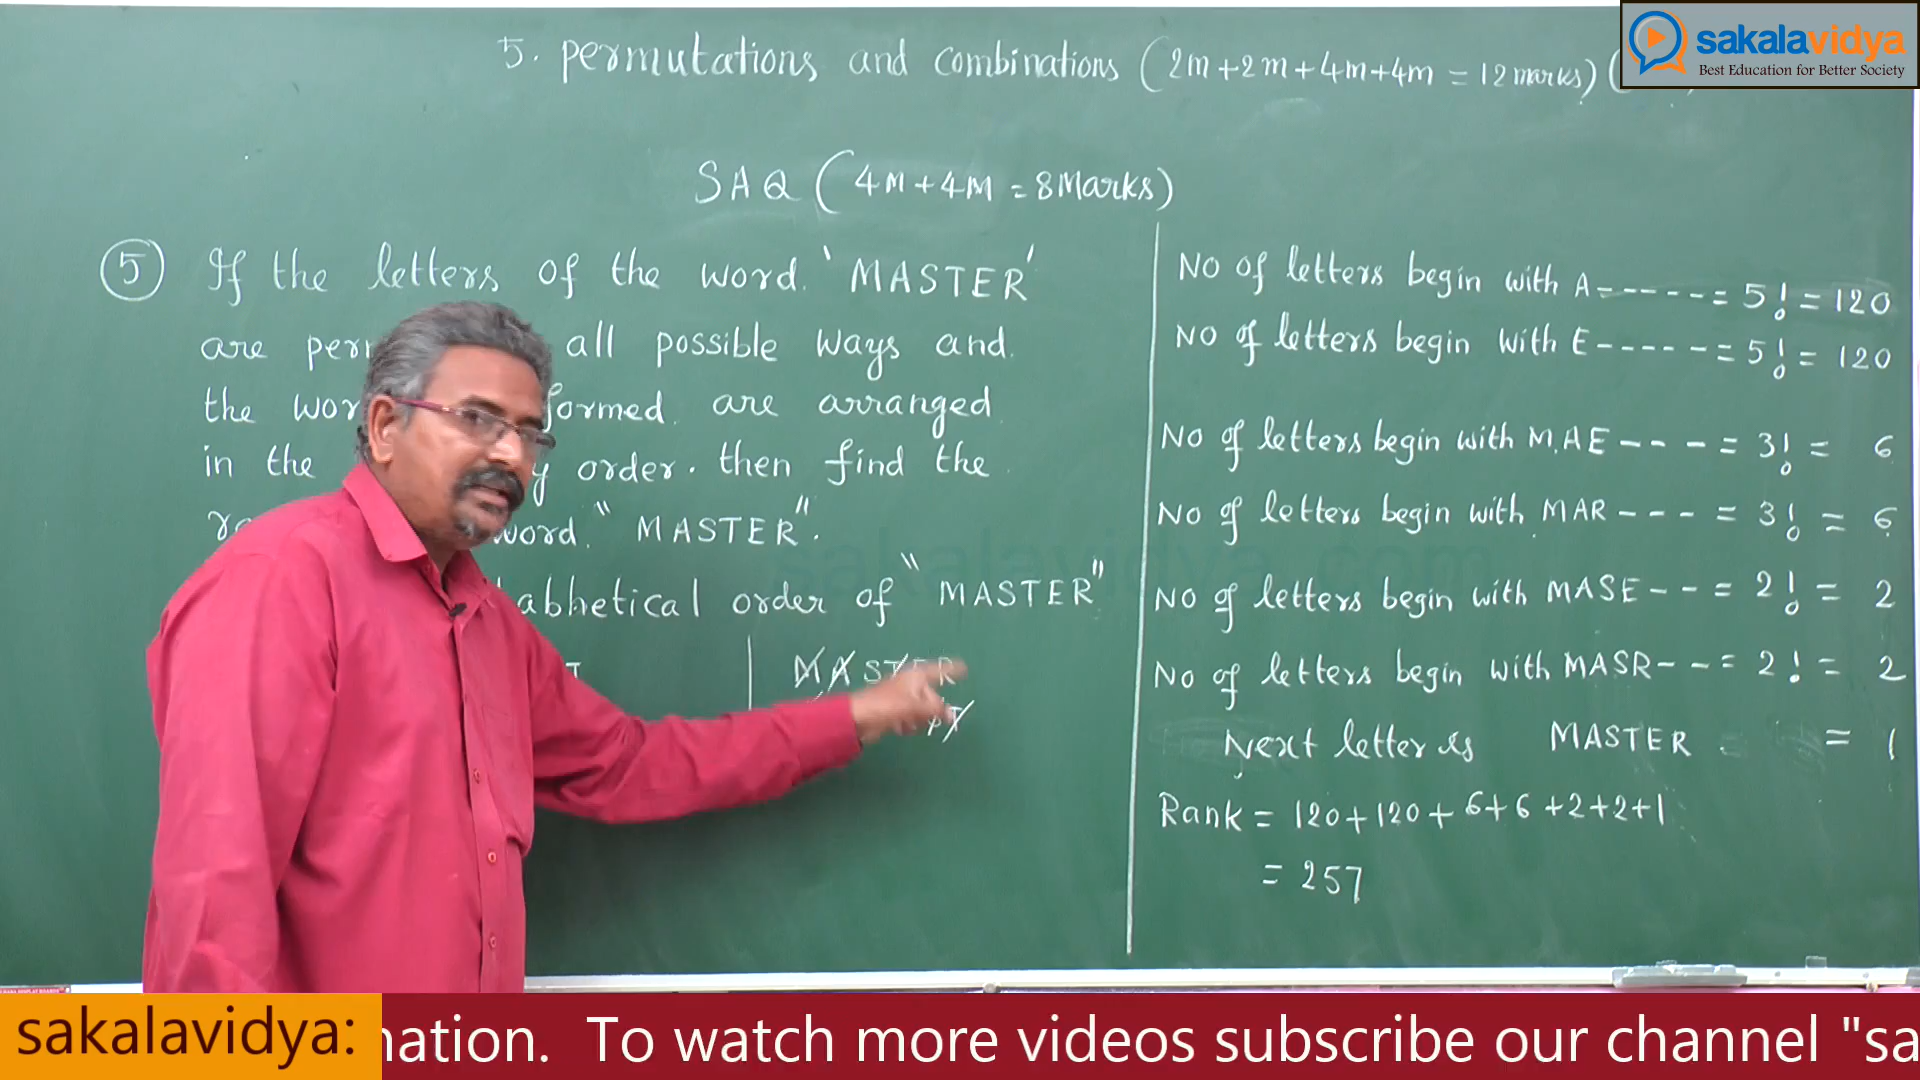 5. permutations and combinations (2m+2m+4m+4m = 12marks) (
sakalavidya
Best Education for Better Society
SAQ (4M+4M = 8Marks)
5 If the letters of the word 'MASTER'
are per all possible ways and
the wor formed are arranged
in the y order. then find the
word "MASTER".
abhetical order of "MASTER"
MASTER
No of letters begin with A----- = 5! = 120
No of letters begin with E----- = 5! = 120
No of letters begin with MAE--- = 3! = 6
No of letters begin with MAR--- = 3! = 6
No of letters begin with MASE-- = 2! = 2
No of letters begin with MASR-- = 2! = 2
Next letter is MASTER = 1
Rank = 120+120+6+6+2+2+1
= 257
sakalavidya.com
sakalavidya: nation. To watch more videos subscribe our channel "sa